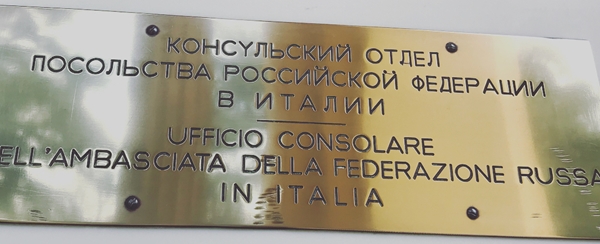 КОНСУЛЬСКИЙ ОТДЕЛ
ПОСОЛЬСТВА РОССИЙСКОЙ ФЕДЕРАЦИИ
В ИТАЛИИ
UFFICIO CONSOLARE
ELL'AMBASCIATA DELLA FEDERAZIONE RUSSA
IN ITALIA